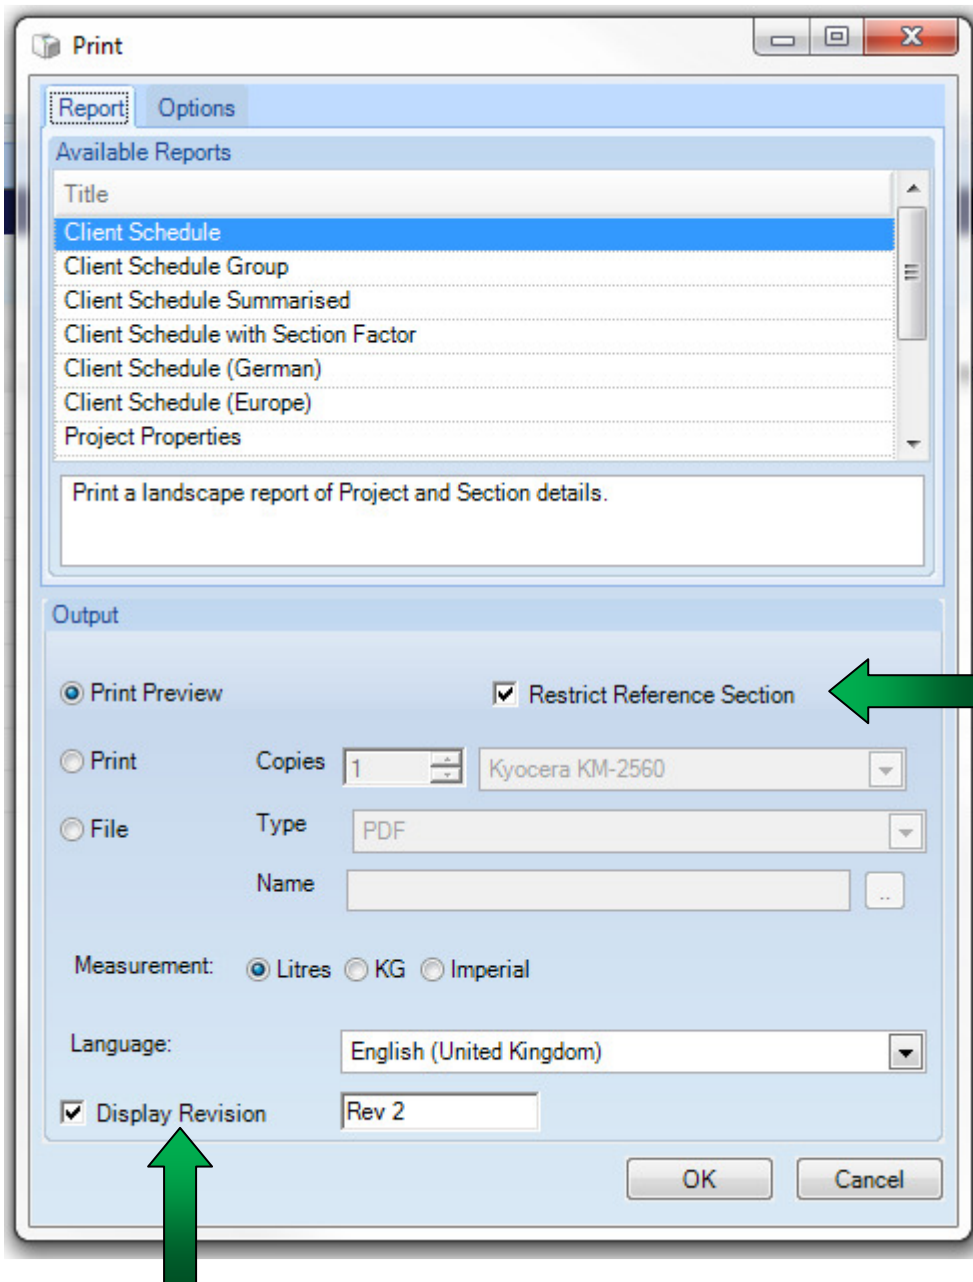 Print
Report Options
Available Reports
Title
Client Schedule
Client Schedule Group
Client Schedule Summarised
Client Schedule with Section Factor
Client Schedule (German)
Client Schedule (Europe)
Project Properties
Print a landscape report of Project and Section details.
Output
Print Preview Restrict Reference Section
Print Copies 1 Kyocera KM-2560
File Type PDF
Name ..
Measurement: Litres KG Imperial
Language: English (United Kingdom)
Display Revision Rev 2
OK Cancel